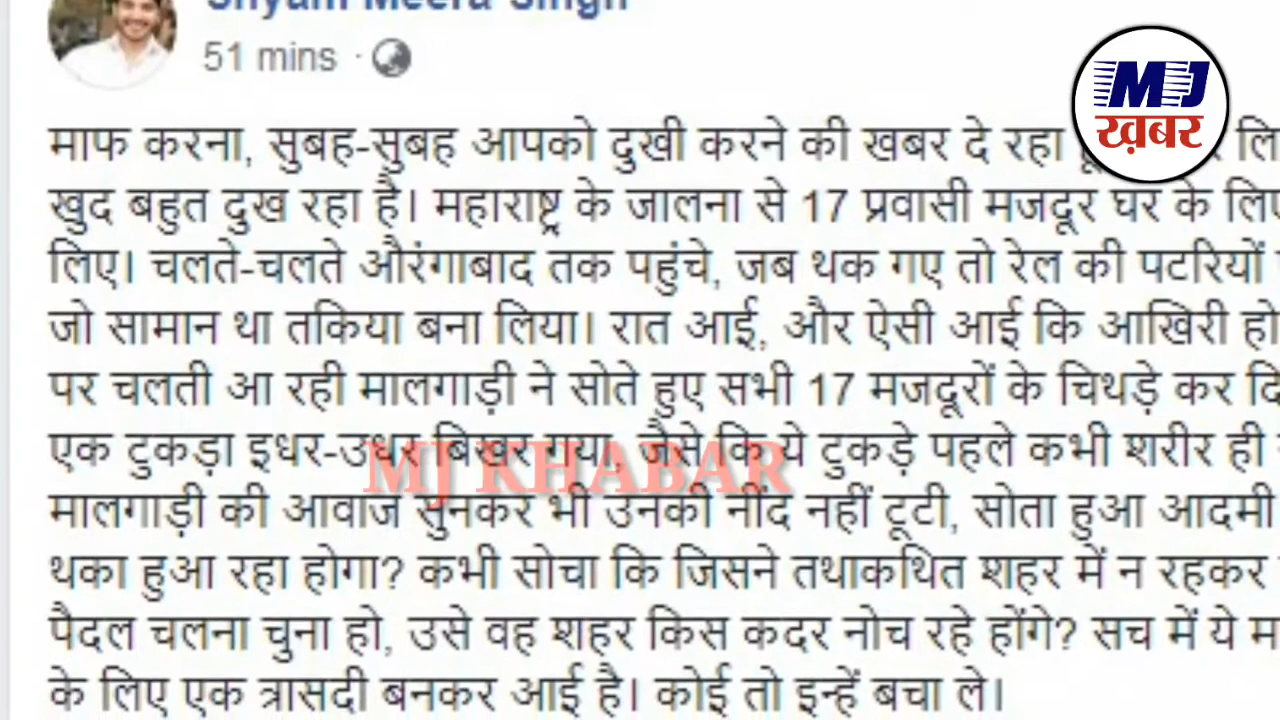 Shyam Meera Singh
51 mins ·
MJ
ख़बर
माफ करना, सुबह-सुबह आपको दुखी करने की खबर दे रहा
खुद बहुत दुख रहा है। महाराष्ट्र के जालना से 17 प्रवासी मजदूर घर के
लिए। चलते-चलते औरंगाबाद तक पहुंचे, जब थक गए तो रेल की पटरियों
जो सामान था तकिया बना लिया। रात आई, और ऐसी आई कि आखिरी हो
पर चलती आ रही मालगाड़ी ने सोते हुए सभी 17 मजदूरों के चिथड़े कर
एक टुकड़ा इधर-उधर बिखर गया, जैसे कि ये टुकड़े पहले कभी शरीर ही
MJ KHABAR
मालगाड़ी की आवाज सुनकर भी उनकी नींद नहीं टूटी, सोता हुआ आदमी
थका हुआ रहा होगा? कभी सोचा कि जिसने तथाकथित शहर में न रहकर
पैदल चलना चुना हो, उसे वह शहर किस कदर नोच रहे होंगे? सच में ये
के लिए एक त्रासदी बनकर आई है। कोई तो इन्हें बचा ले।